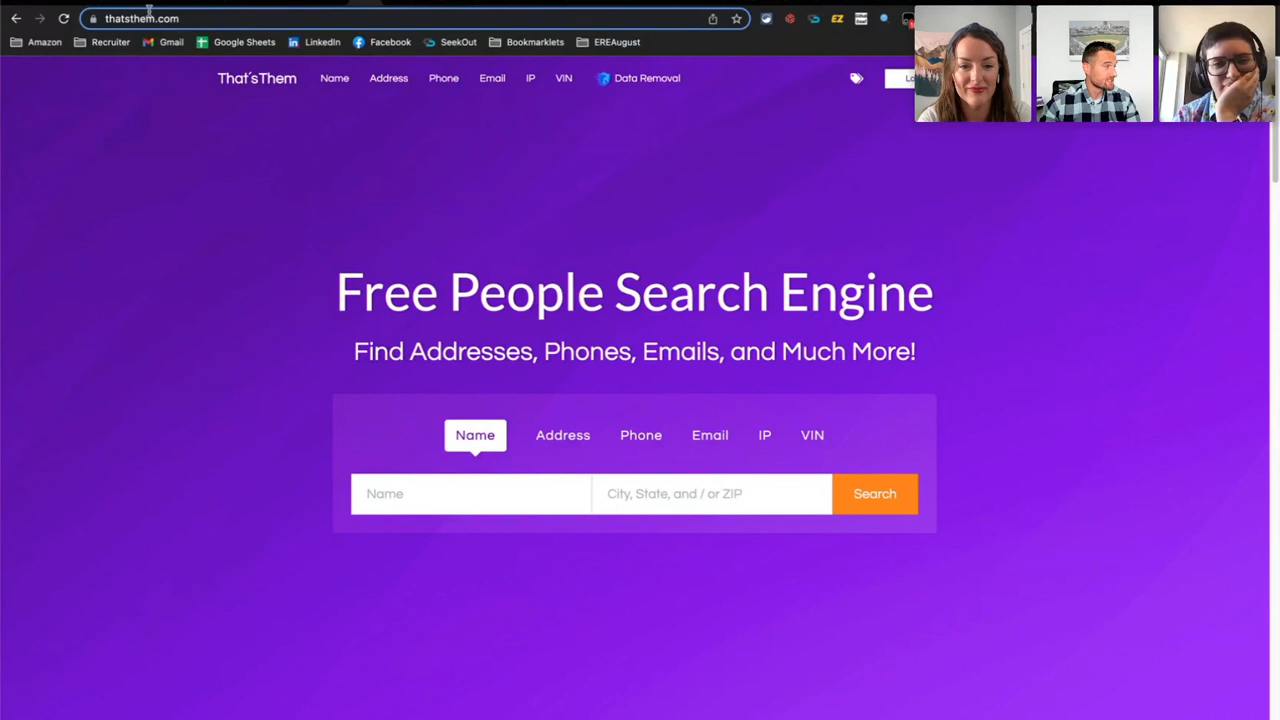 thatsthem.com
EZ
Amazon Recruiter Gmail Google Sheets LinkedIn Facebook SeekOut Bookmarklets EREAugust
That'sThem Name Address Phone Email IP VIN Data Removal
Free People Search Engine
Find Addresses, Phones, Emails, and Much More!
Name Address Phone Email IP VIN
Name City, State, and / or ZIP Search